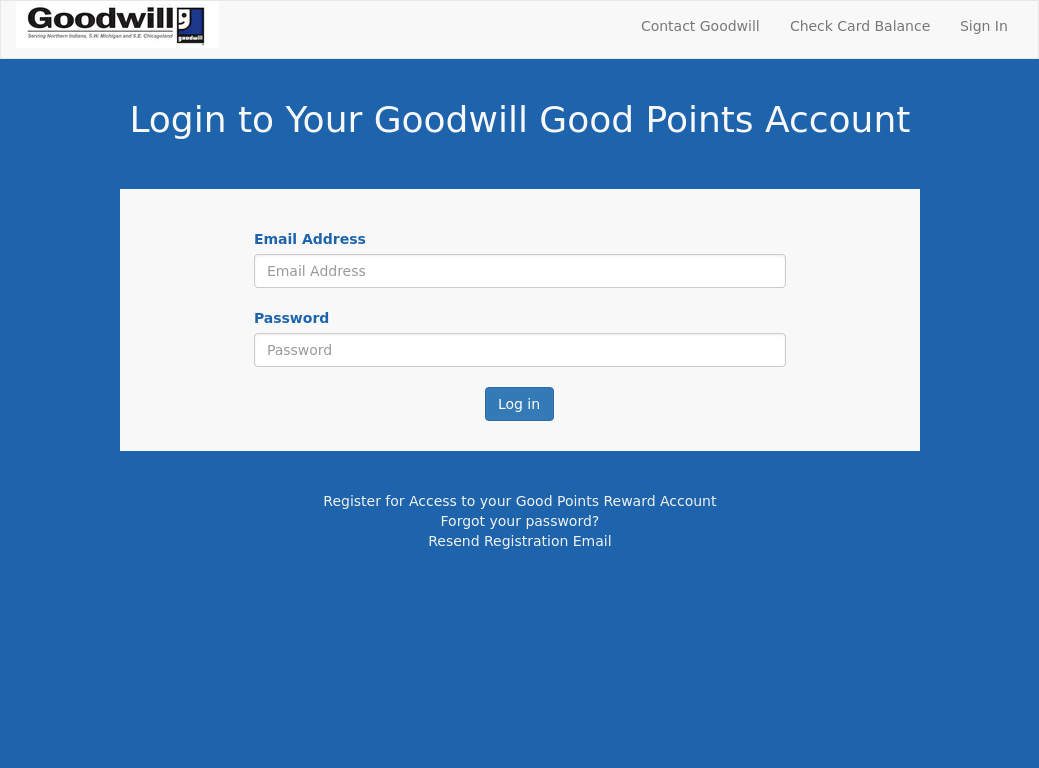 Goodwill
Serving Northern Indiana, S.W. Michigan and S.E. Chicagoland
goodwill
Contact Goodwill
Check Card Balance
Sign In
Login to Your Goodwill Good Points Account
Email Address
Email Address
Password
Password
Log in
Register for Access to your Good Points Reward Account
Forgot your password?
Resend Registration Email